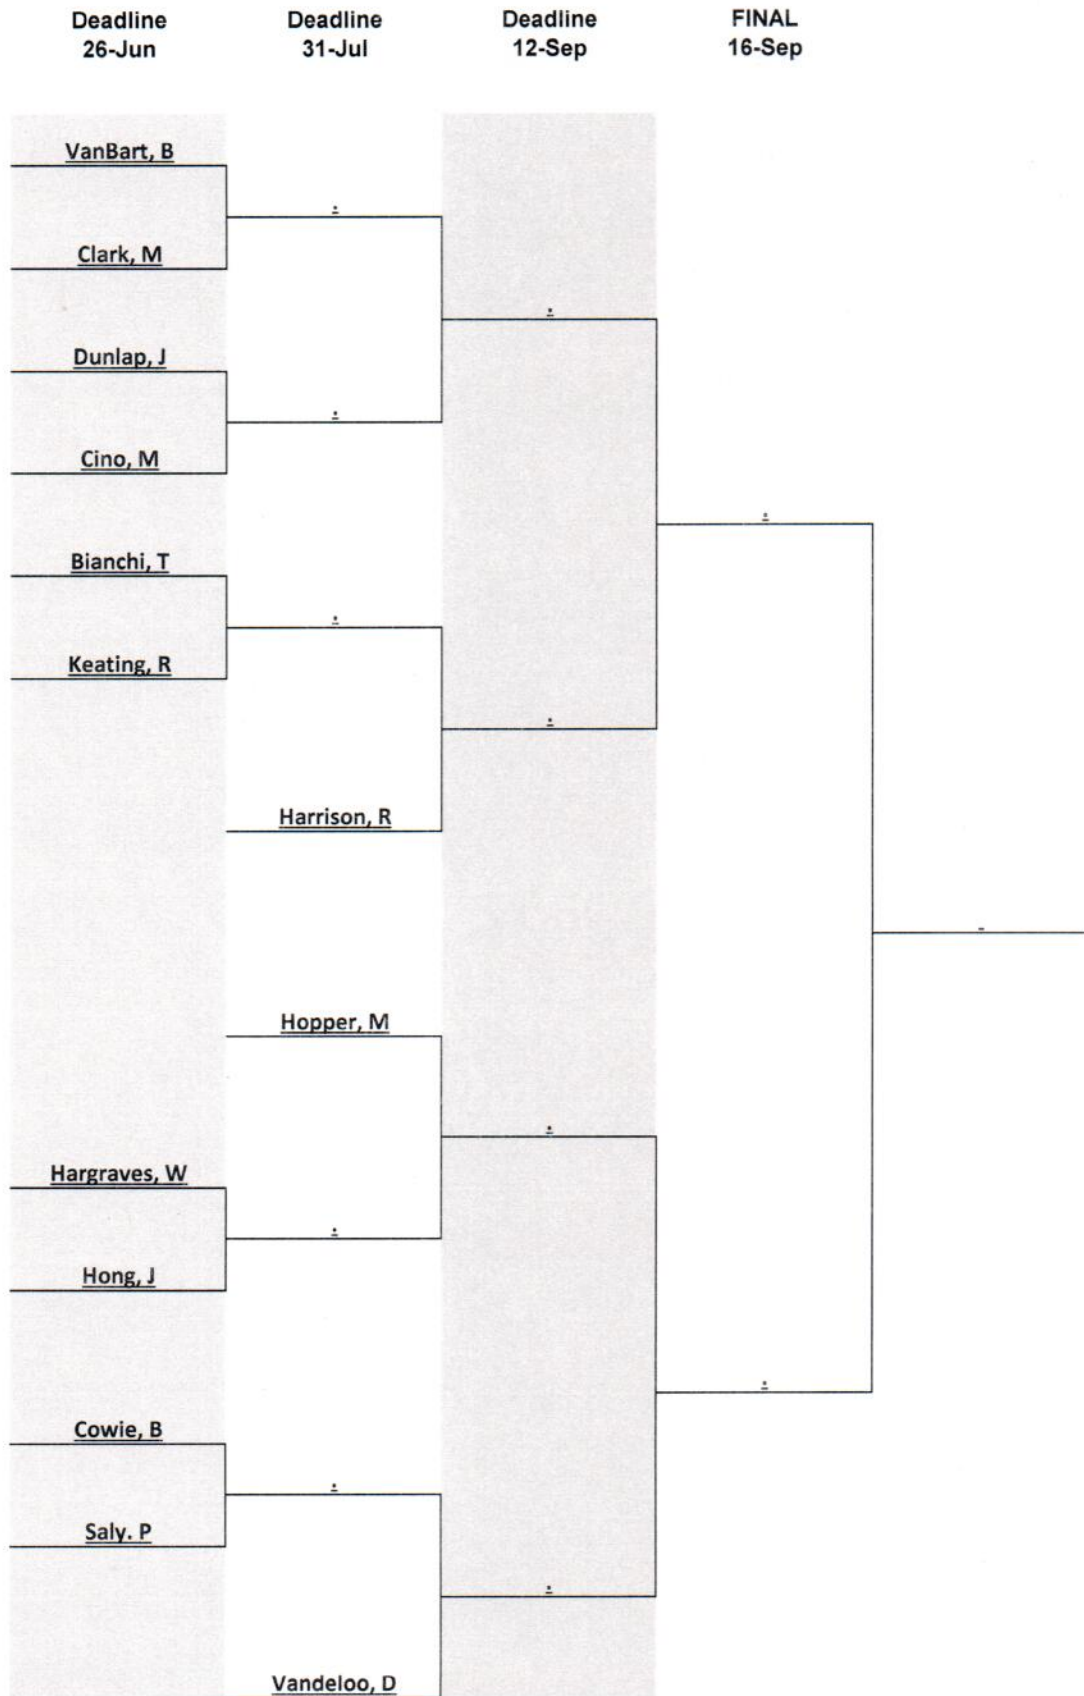 Deadline Deadline Deadline FINAL
26-Jun 31-Jul 12-Sep 16-Sep
VanBart, B
Clark, M
Dunlap, J
Cino, M
Bianchi, T
Keating, R
Harrison, R
Hopper, M
Hargraves, W
Hong, J
Cowie, B
Saly. P
Vandeloo, D